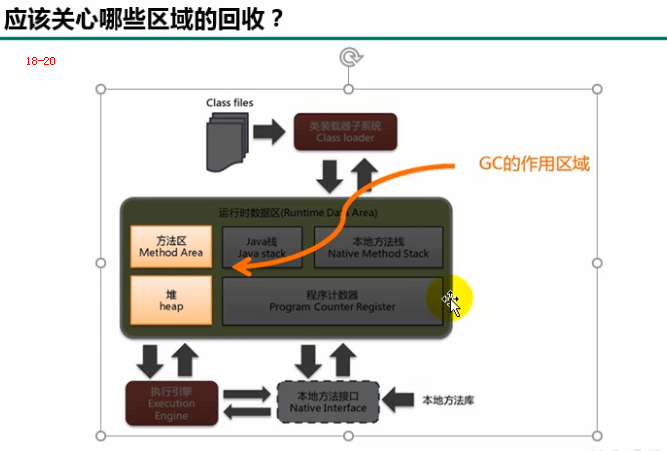 应该关心哪些区域的回收？
18-20
Class files
类装载器子系统
Class loader
GC的作用区域
运行时数据区(Runtime Data Area)
方法区
Method Area
Java栈
Java stack
本地方法栈
Native Method Stack
堆
heap
程序计数器
Program Counter Register
执行引擎
Execution
Engine
本地方法接口
Native Interface
本地方法库